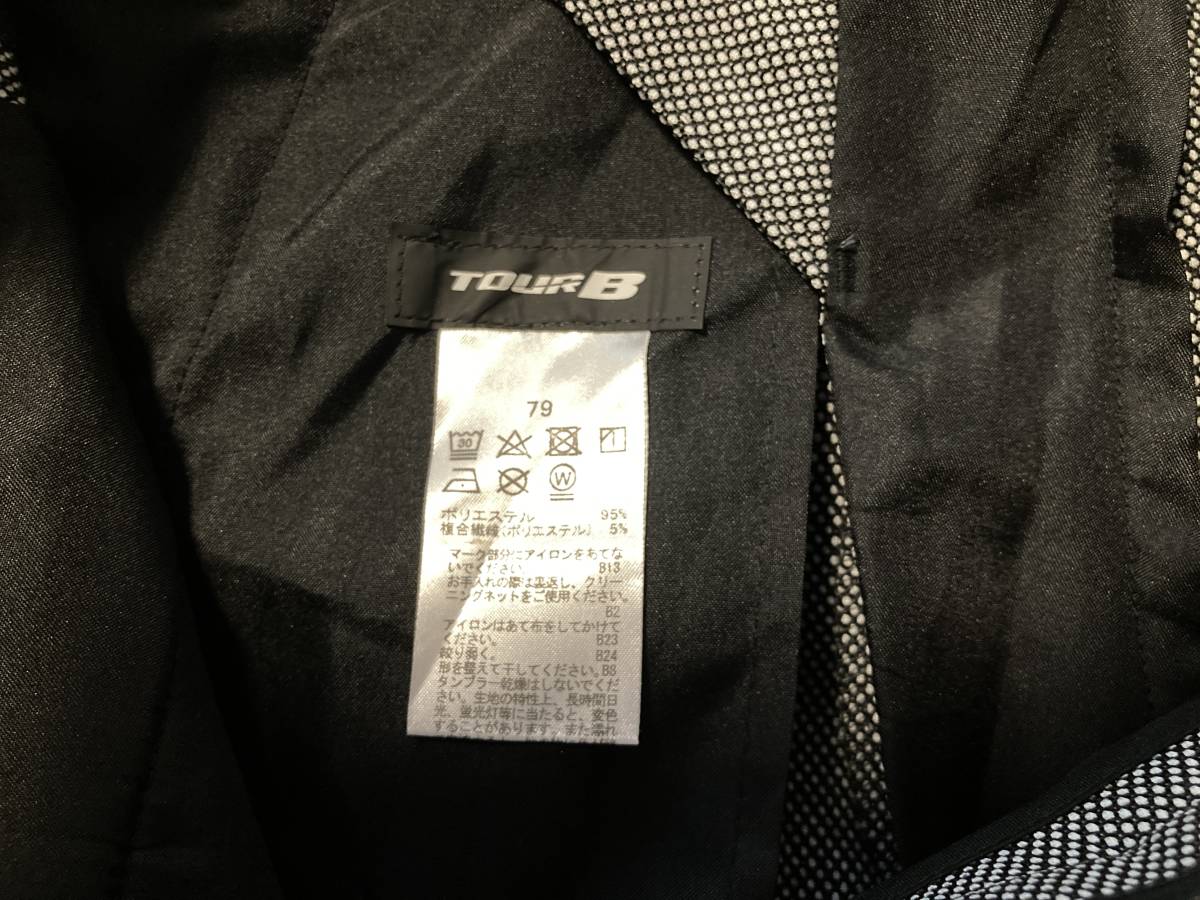 TOURB
79
30
W
ポリエステル 95%
複合繊維(ポリエステル) 5%
マーク部分にアイロンをあてな
いでください。 B13
お手入れの際は裏返し、クリー
ニングネットをご使用ください。
B2
アイロンはあて布をしてかけて
ください。 B23
絞り弱く。 B24
形を整えて干してください。B8
タンブラー乾燥はしないでくだ
さい。生地の特性上、長時間日
光、蛍光灯等に当たると、変色
することがあります。また濡れ